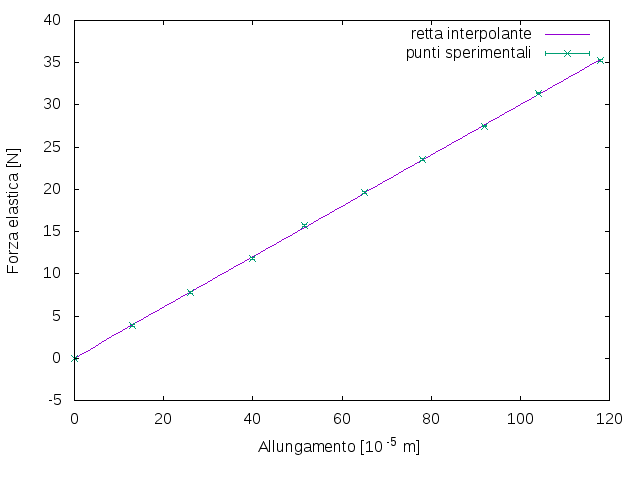 retta interpolante
punti sperimentali
40
35
30
25
20
15
10
5
0
-5
Forza elastica [N]
0 20 40 60 80 100 120
Allungamento [10⁻⁵ m]